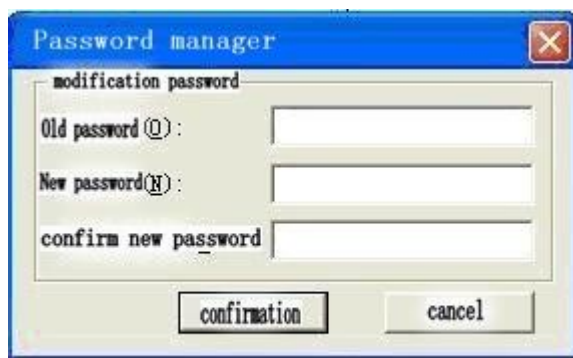 Password manager
modification password
Old password(O):
New password(N):
confirm new password
confirmation
cancel